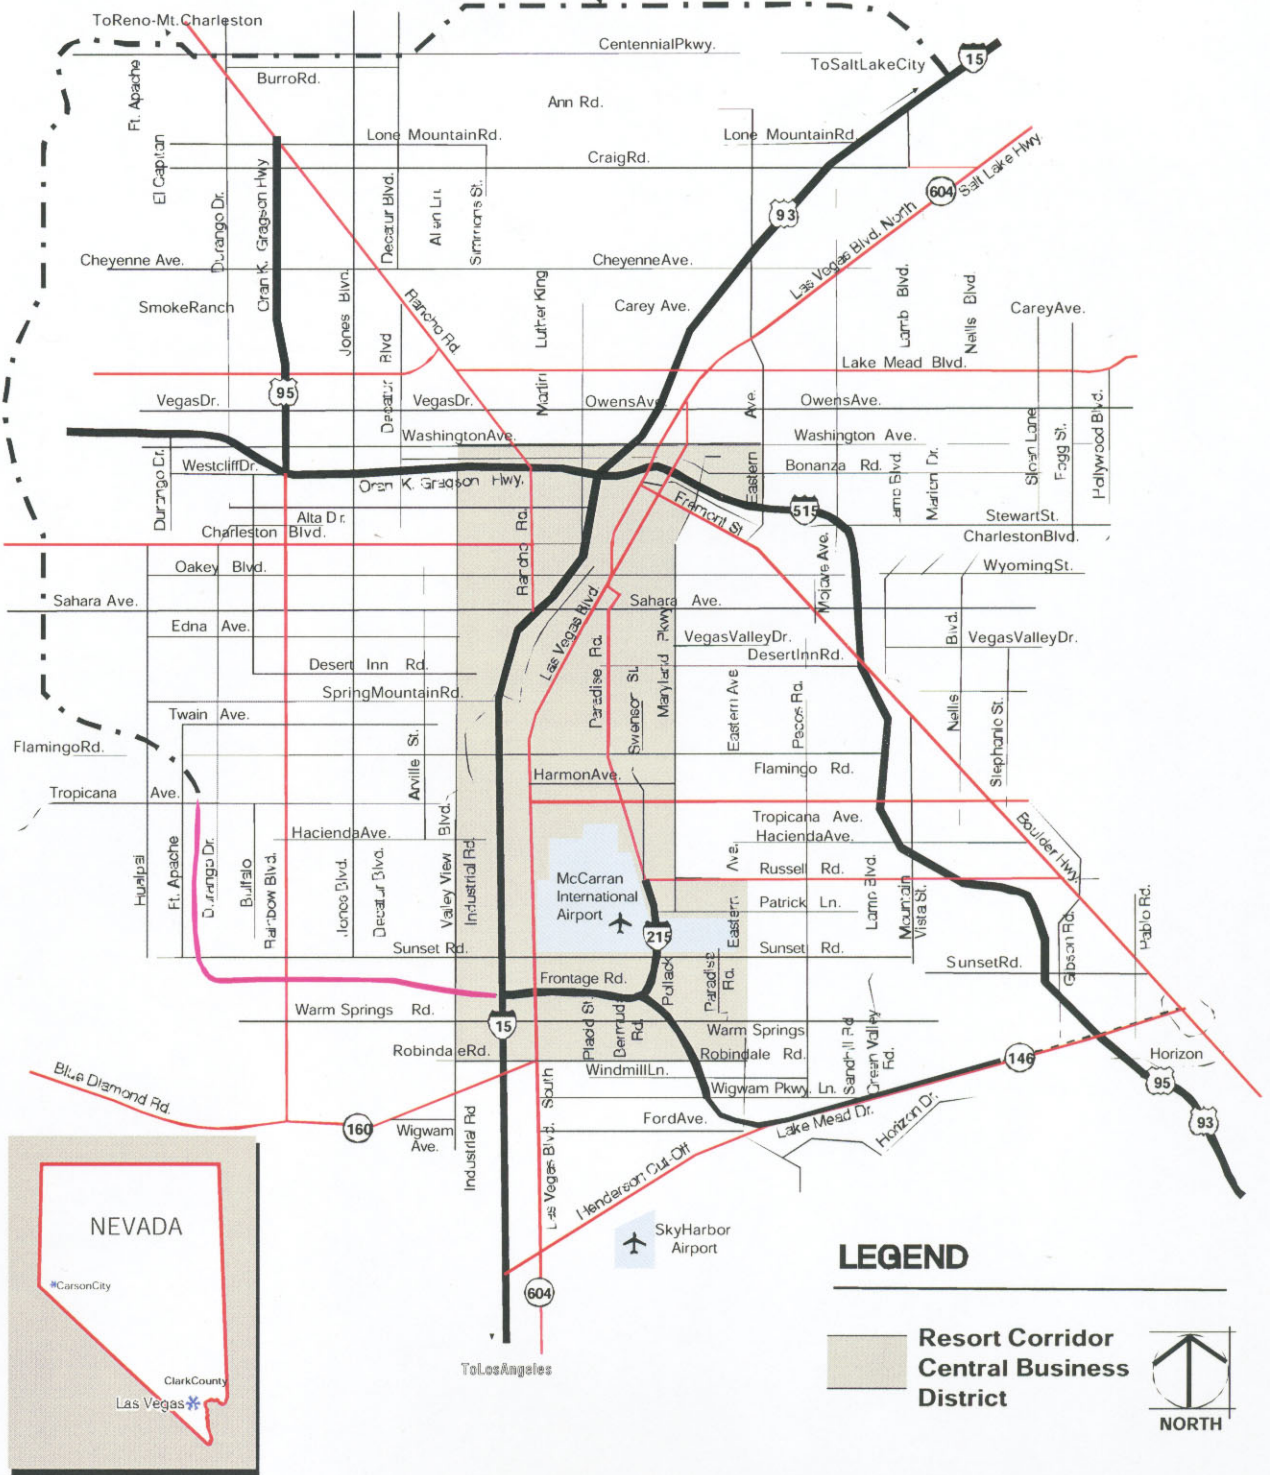 ToReno-Mt.Charleston
CentennialPkwy.
ToSaltLakeCity
15
Ft. Apache
BurroRd.
Ann Rd.
Lone MountainRd.
Lone MountainRd.
El Capitan
CraigRd.
Salt Lake Hwy.
604
Durango Dr.
Oran K. Gragson Hwy
Decatur Blvd.
Allen Ln.
Simmons St.
93
Las Vegas Blvd. North
Cheyenne Ave.
CheyenneAve.
SmokeRanch
Jones Blvd.
Rancho Rd.
Luther King
Carey Ave.
Lamb Blvd.
Nellis Blvd
CareyAve.
Decatur Blvd
Martin
Lake Mead Blvd.
95
VegasDr.
VegasDr.
OwensAve.
Ave.
OwensAve.
WashingtonAve.
Washington Ave.
Sloan Lane
Fogg St.
Hollywood Blvd.
Durango Dr.
WestcliffDr.
Oran K. Gragson Hwy.
Eastern
Bonanza Rd.
Lamb Blvd.
Marion Dr.
Fremont St
515
Alta Dr.
StewartSt.
Charleston Blvd.
CharlestonBlvd.
Rancho Rd.
Oakey Blvd.
Mojave Ave.
WyomingSt.
Sahara Ave.
Sahara Ave.
Las Vegas Blvd.
Edna Ave.
Paradise Rd.
Maryland Pkwy
VegasValleyDr.
Blvd.
VegasValleyDr.
Desert Inn Rd.
DesertInnRd.
SpringMountainRd.
Swenson St.
Eastern Ave
Pecos Rd.
Nellis
Stephanie St.
Twain Ave.
FlamingoRd.
Arville St.
HarmonAve.
Flamingo Rd.
Tropicana Ave.
Tropicana Ave.
HaciendaAve.
HaciendaAve.
Boulder Hwy.
Hualpai
Ft. Apache
Durango Dr.
Buffalo
Rainbow Blvd.
Jones Blvd.
Decatur Blvd.
Valley View Blvd.
Industrial Rd.
McCarran
International
Airport
Eastern Ave.
Russell Rd.
Patrick Ln.
Lamb Blvd.
Mountain
Vista St.
Gibson Rd.
Pablo Rd.
215
Sunset Rd.
Sunset Rd.
SunsetRd.
Frontage Rd.
Pollack
Paradise
Rd.
Warm Springs Rd.
15
Placid St.
Bermuda
Rd.
Warm Springs
Sandhill Rd
Green Valley
Rd.
RobindaleRd.
Robindale Rd.
146
Horizon
WindmillLn.
Wigwam Pkwy. Ln.
95
Blue Diamond Rd.
160
Wigwam
Ave.
Industrial Rd
Las Vegas Blvd. South
FordAve.
Lake Mead Dr.
Horizon Dr.
93
Henderson Cut-Off
SkyHarbor
Airport
604
ToLosAngeles
NEVADA
CarsonCity
ClarkCounty
Las Vegas
LEGEND
Resort Corridor
Central Business
District
NORTH